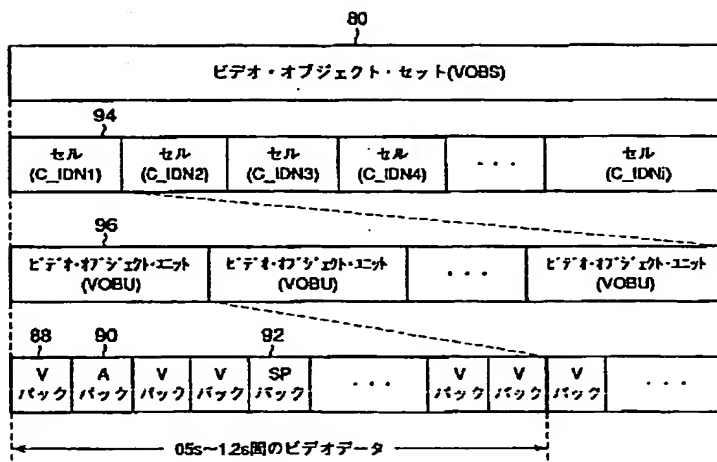 80
ビデオ・オブジェクト・セット(VOBS)
94
セル セル セル セル セル
(C_IDN1) (C_IDN2) (C_IDN3) (C_IDN4) ・・・ (C_IDNi)
96
ビデオ・オブジェクト・ユニット ビデオ・オブジェクト・ユニット ビデオ・オブジェクト・ユニット
(VOBU) (VOBU) ・・・ (VOBU)
88 90 92
V A V V SP V V V
パック パック パック パック パック ・・・ パック パック パック ・・・
05s~1.2s間のビデオデータ